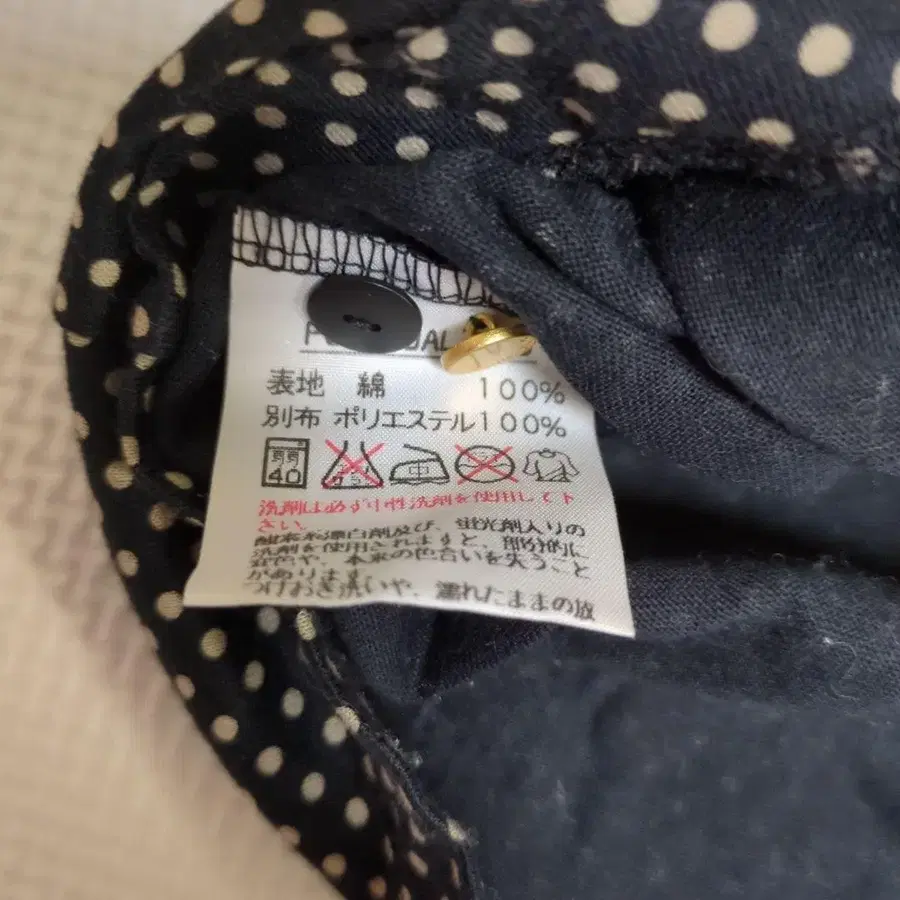 表地 綿 100%
別布 ポリエステル100%
40
洗剤は必ず中性洗剤を使用して下
さい。
酸素系漂白剤及び、蛍光剤入りの
洗剤を使用されますと、部分的に
変色や、本来の色合いを失うこと
があります。
つけおき洗いや、濡れたままの放